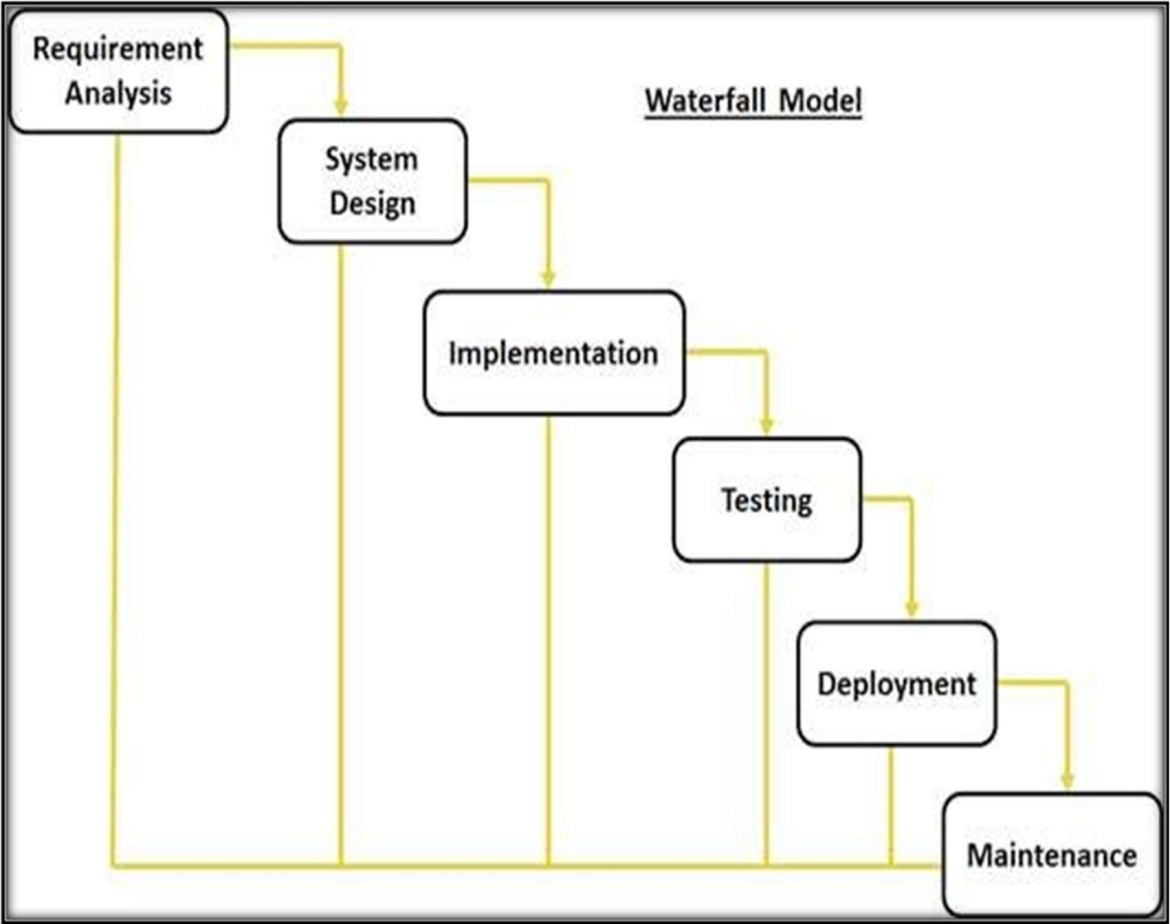 Requirement
Analysis
Waterfall Model
System
Design
Implementation
Testing
Deployment
Maintenance